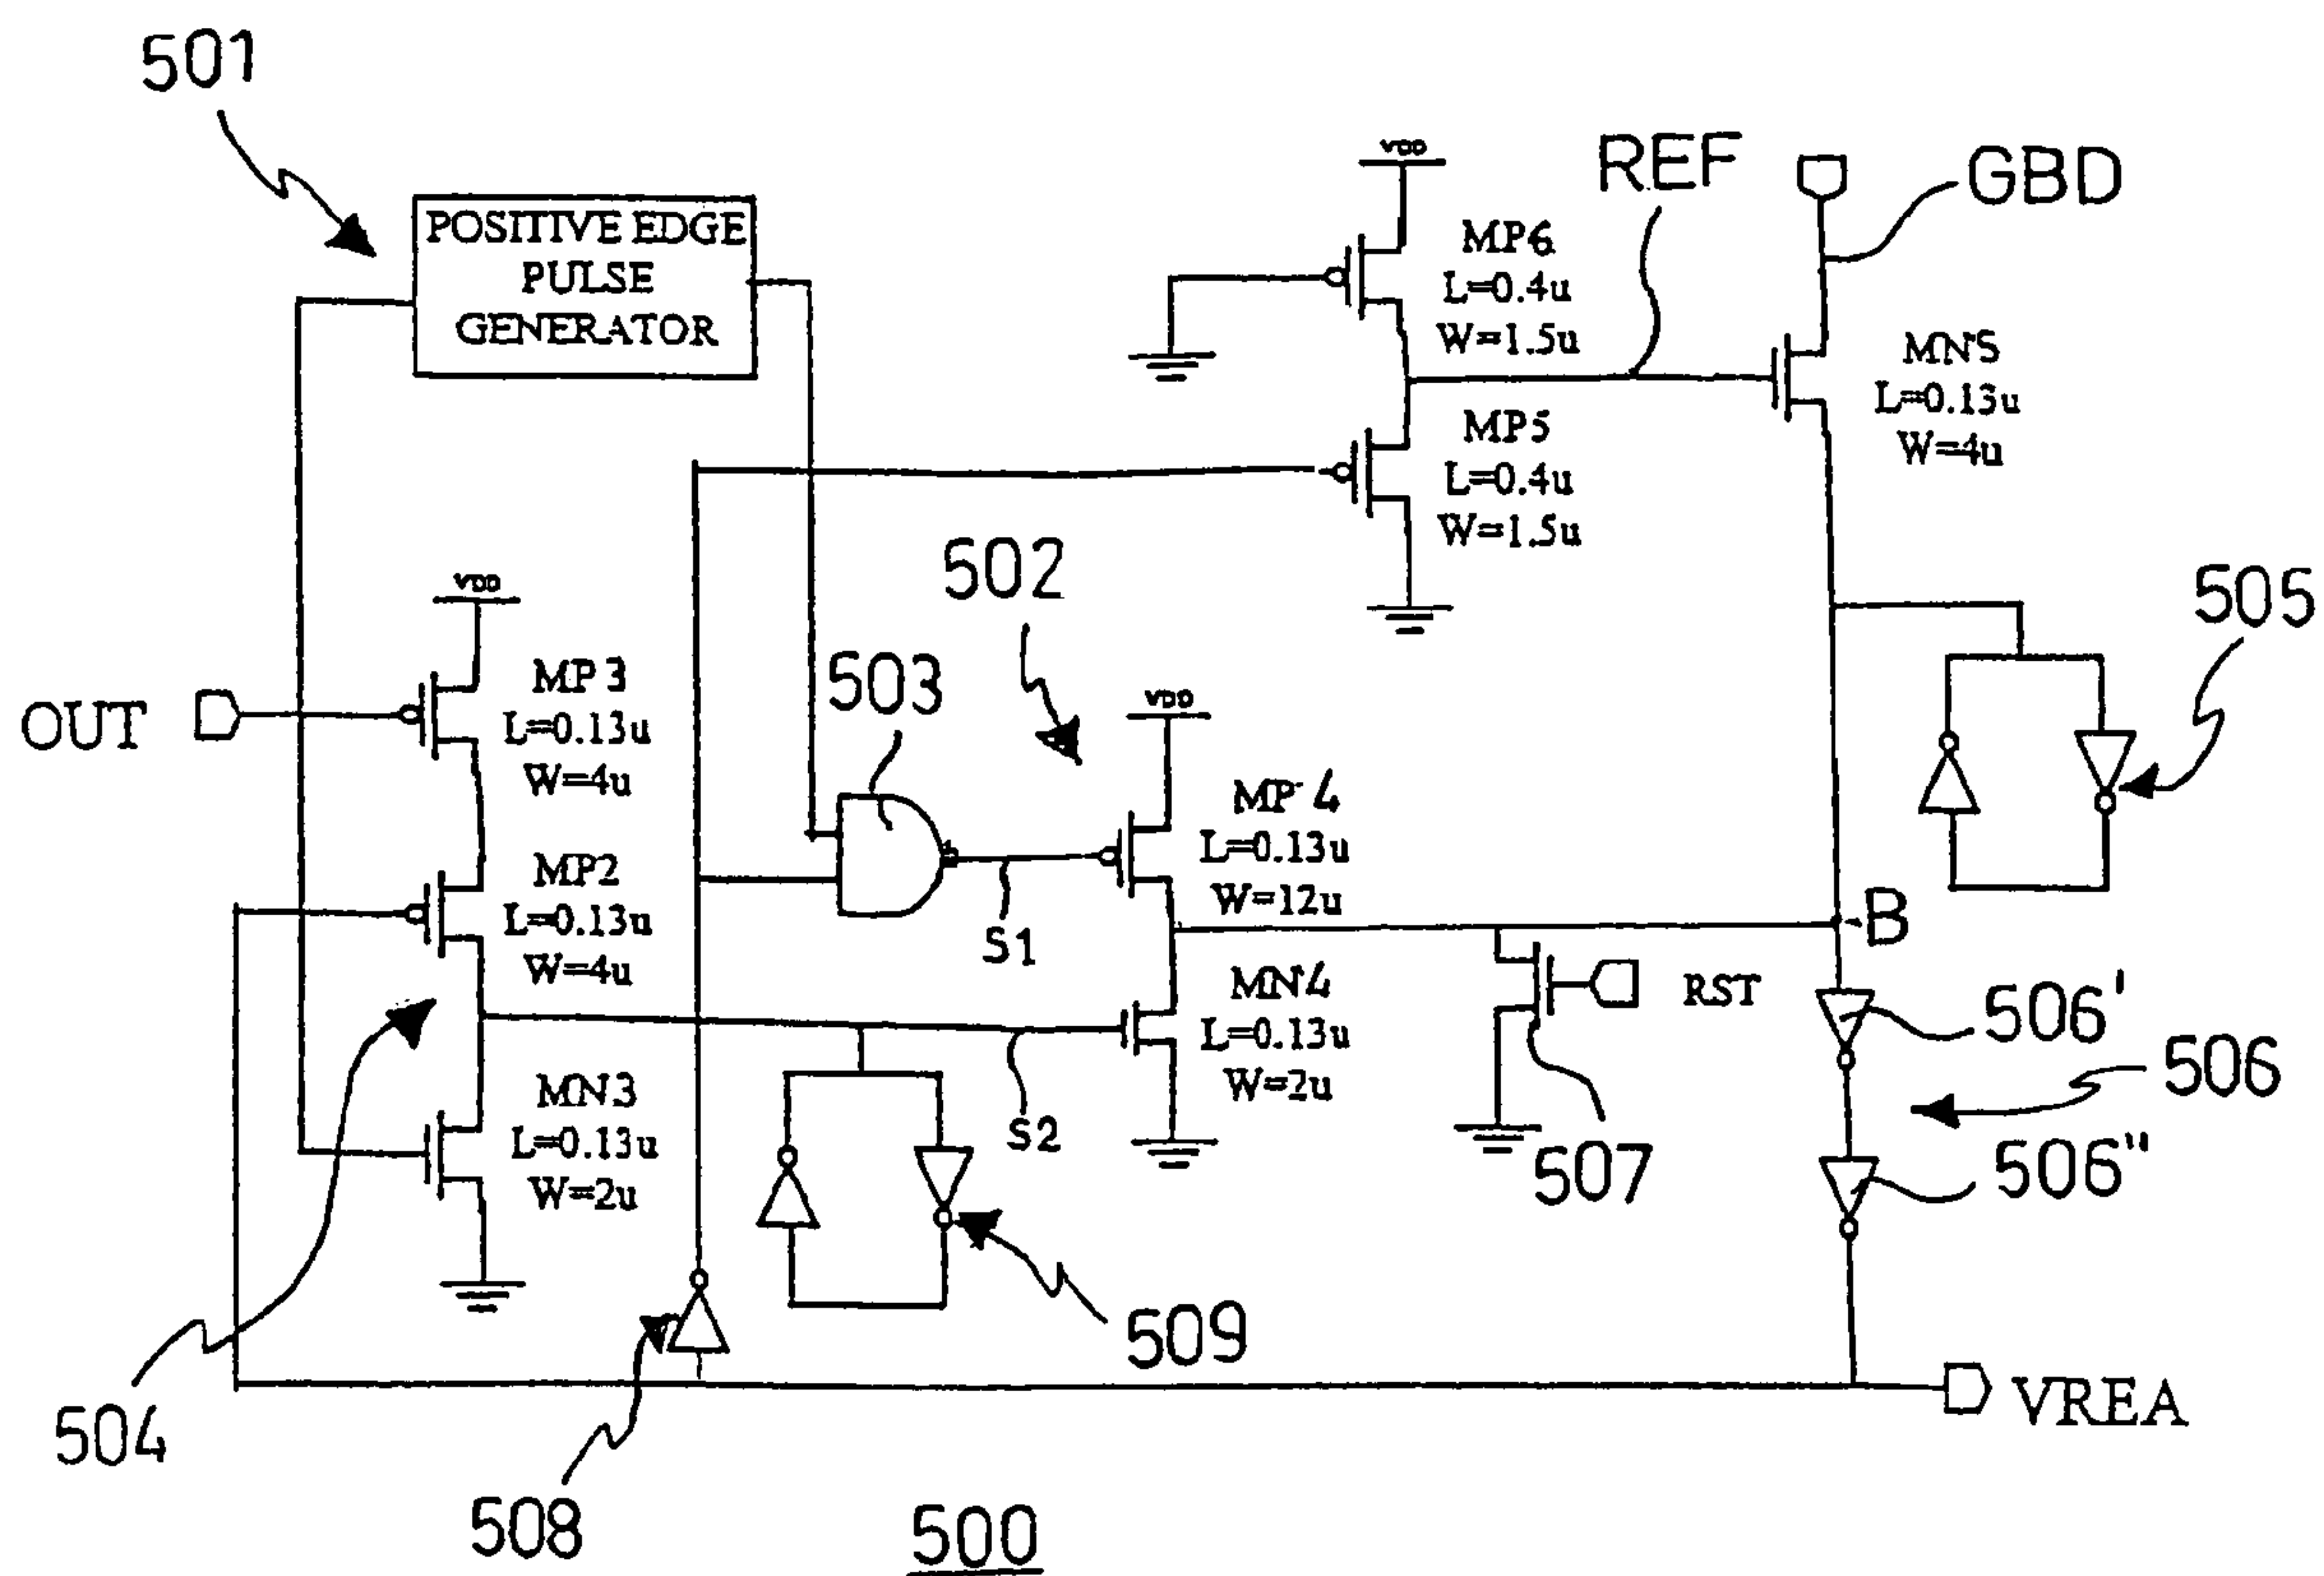 501
POSITIVE EDGE
PULSE
GENERATOR
VDD
REF
GBD
MP6
L=0.4u
W=1.5u
MN5
L=0.13u
W=4u
MP5
L=0.4u
W=1.5u
502
505
VDD
503
MP3
L=0.13u
W=4u
OUT
VDD
MP4
L=0.13u
W=12u
MP2
L=0.13u
W=4u
S1
B
MN4
L=0.13u
W=2u
RST
506'
506
MN3
L=0.13u
W=2u
S2
507
506"
509
504
508
VREA
500